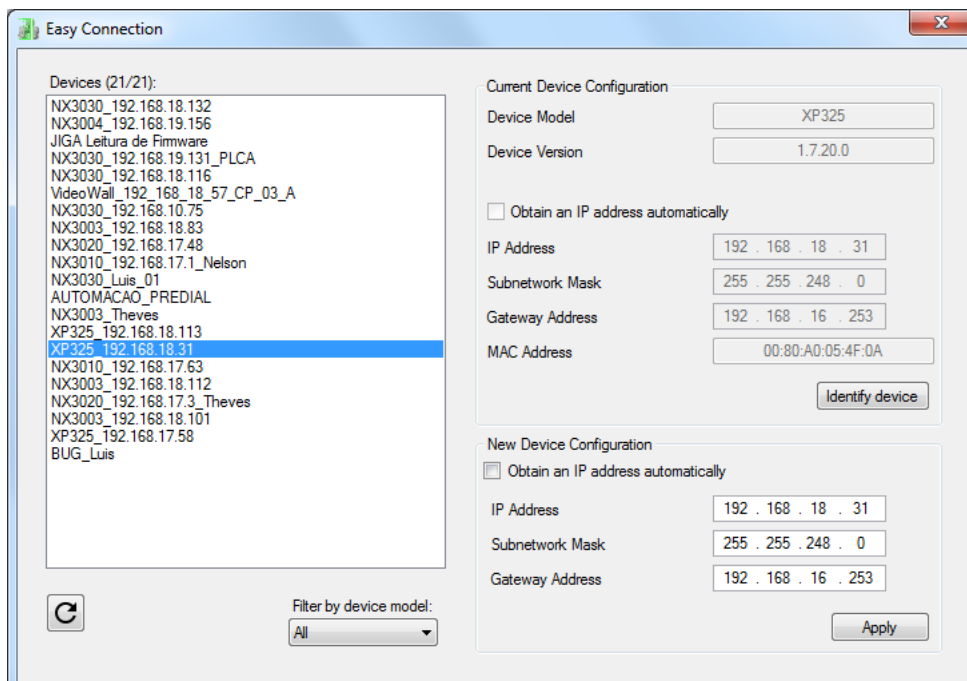 Easy Connection
Devices (21/21):
NX3030_192.168.18.132
NX3004_192.168.19.156
JIGA Leitura de Firmware
NX3030_192.168.19.131_PLCA
NX3030_192.168.18.116
VideoWall_192_168_18_57_CP_03_A
NX3030_192.168.10.75
NX3003_192.168.18.83
NX3020_192.168.17.48
NX3010_192.168.17.1_Nelson
NX3030_Luis_01
AUTOMACAO_PREDIAL
NX3003_Theves
XP325_192.168.18.113
XP325_192.168.18.31
NX3010_192.168.17.63
NX3003_192.168.18.112
NX3020_192.168.17.3_Theves
NX3003_192.168.18.101
XP325_192.168.17.58
BUG_Luis
Filter by device model:
All
Current Device Configuration
Device Model XP325
Device Version 1.7.20.0
Obtain an IP address automatically
IP Address 192 . 168 . 18 . 31
Subnetwork Mask 255 . 255 . 248 . 0
Gateway Address 192 . 168 . 16 . 253
MAC Address 00:80:A0:05:4F:0A
Identify device
New Device Configuration
Obtain an IP address automatically
IP Address 192 . 168 . 18 . 31
Subnetwork Mask 255 . 255 . 248 . 0
Gateway Address 192 . 168 . 16 . 253
Apply